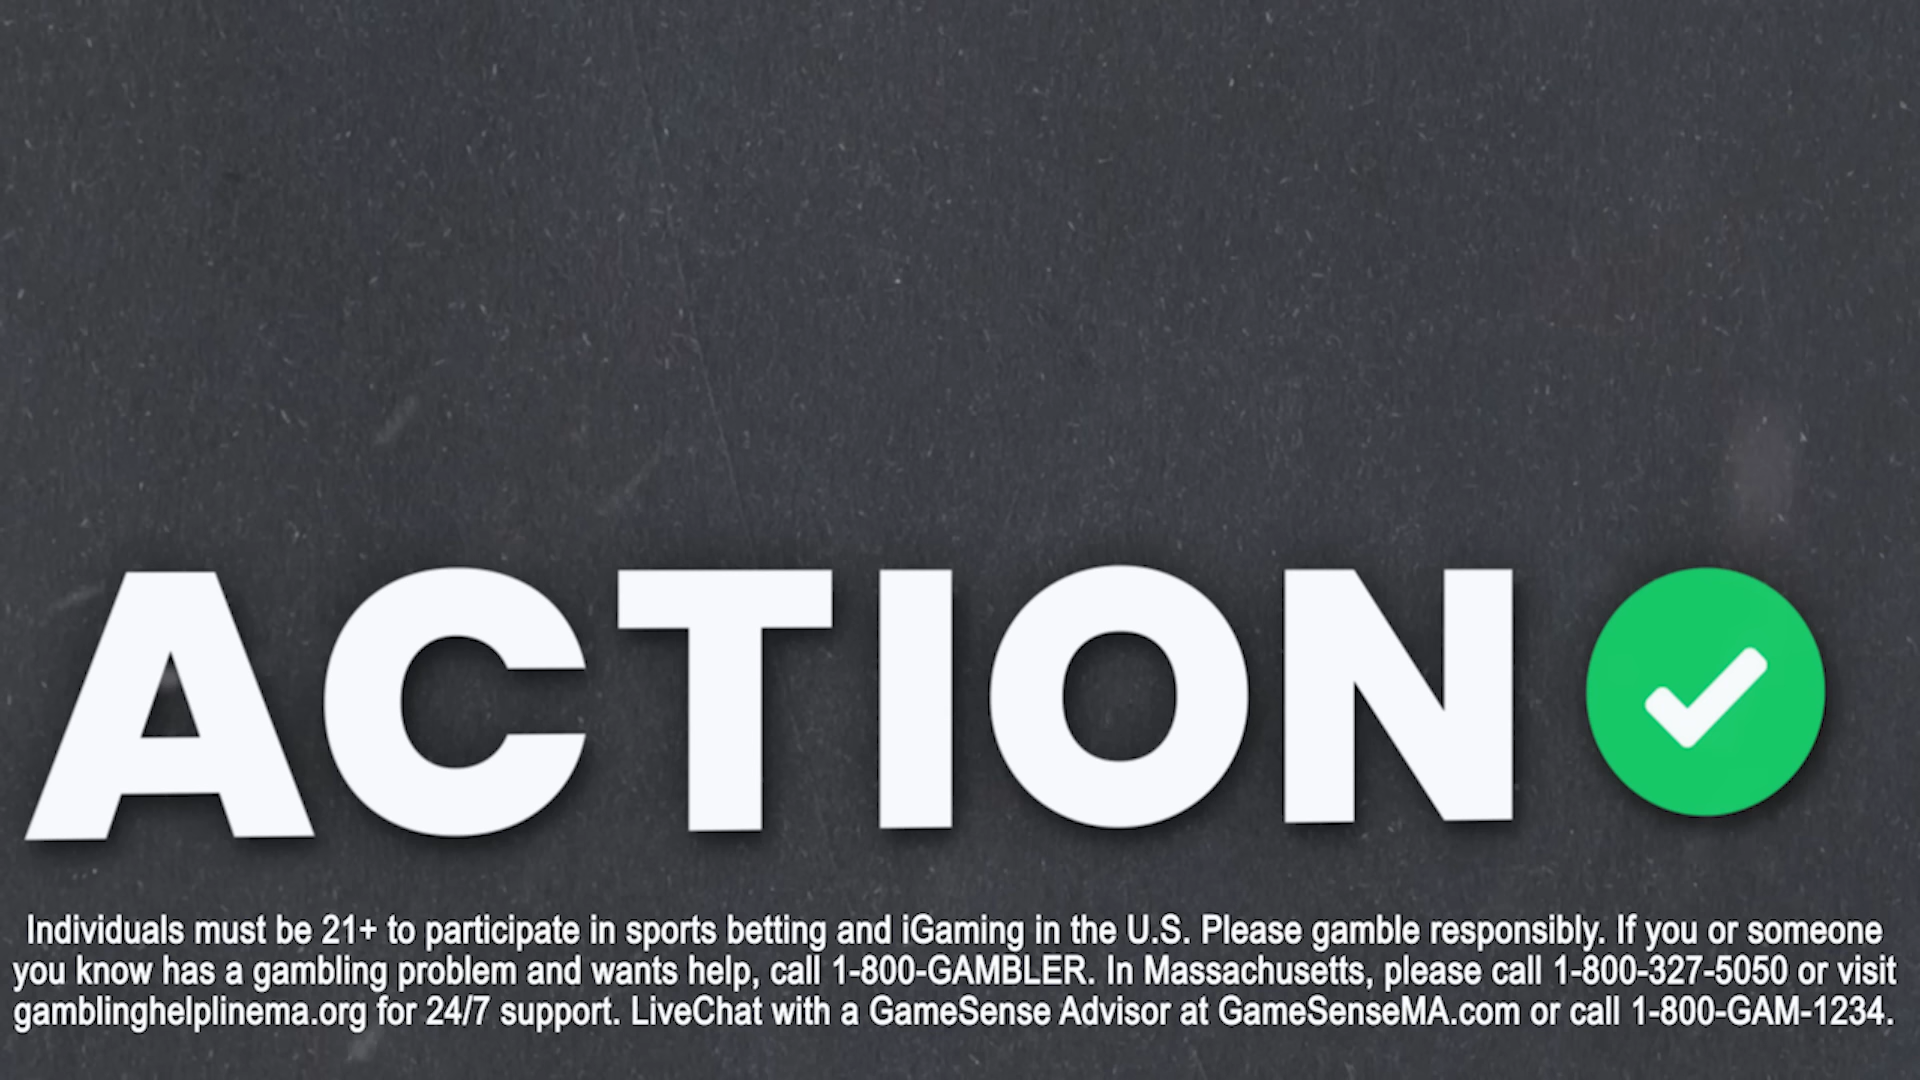 ACTION
Individuals must be 21+ to participate in sports betting and iGaming in the U.S. Please gamble responsibly. If you or someone
you know has a gambling problem and wants help, call 1-800-GAMBLER. In Massachusetts, please call 1-800-327-5050 or visit
gamblinghelplinema.org for 24/7 support. LiveChat with a GameSense Advisor at GameSenseMA.com or call 1-800-GAM-1234.